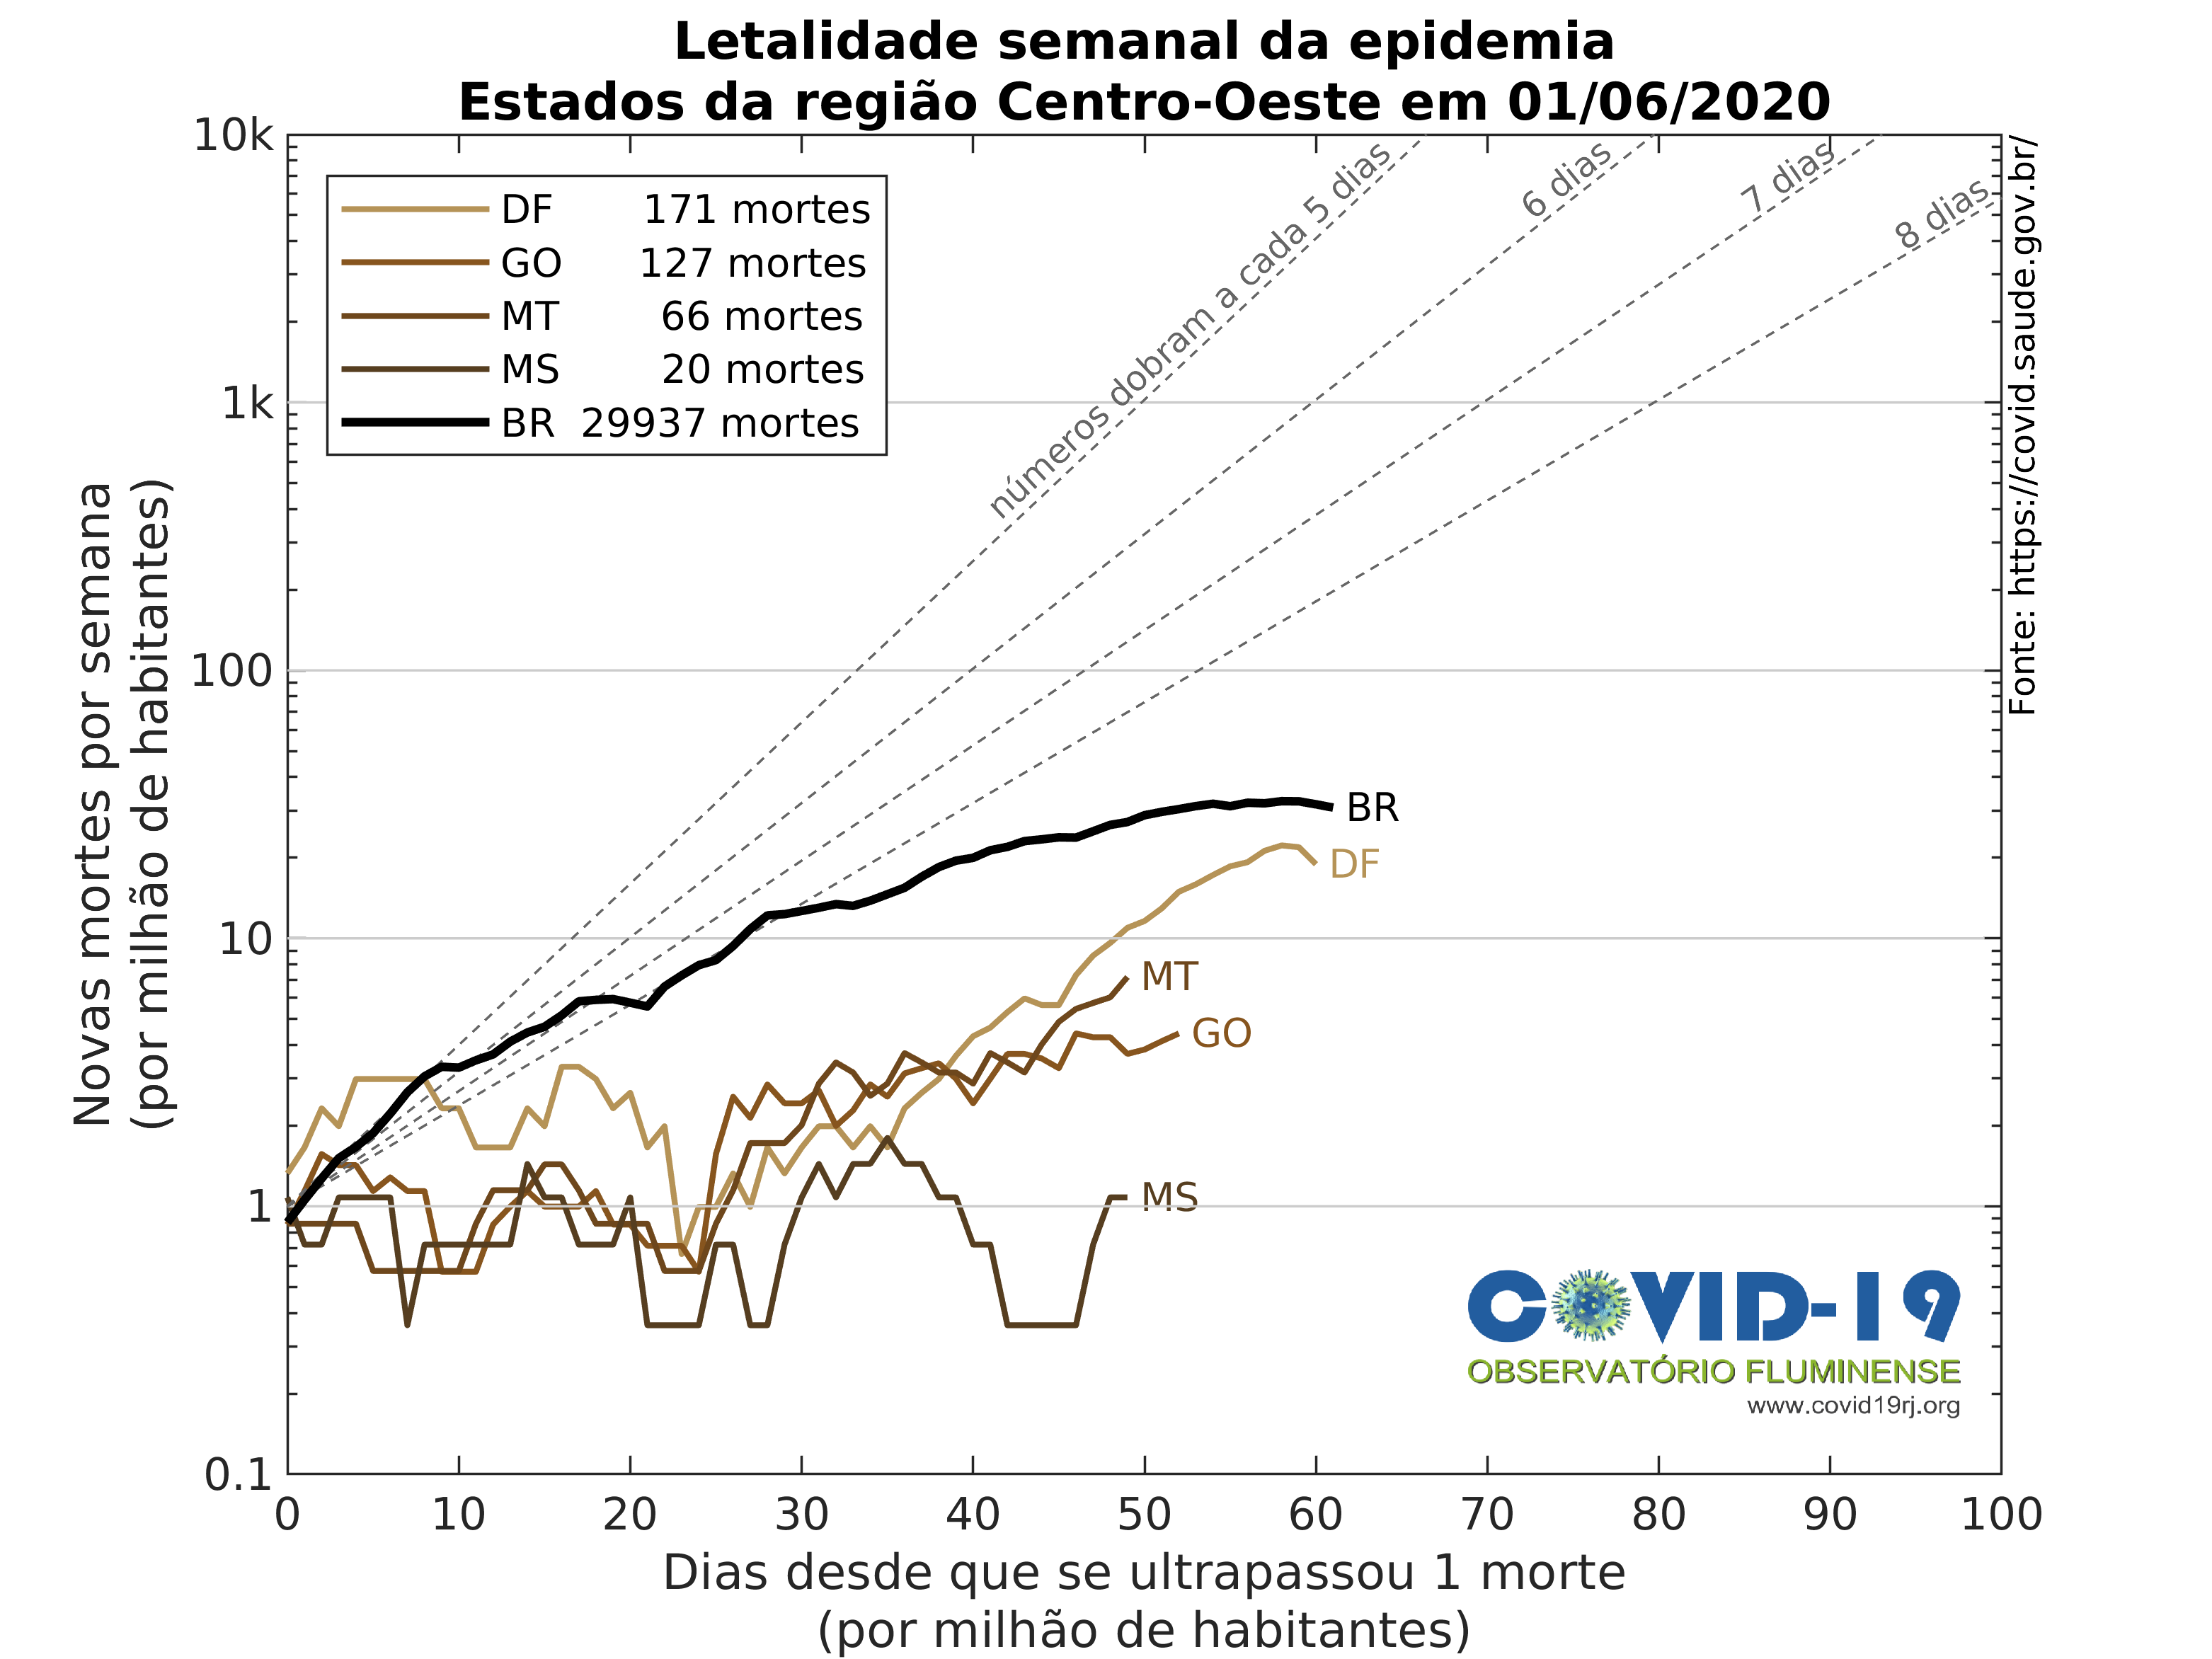 Letalidade semanal da epidemia
Estados da região Centro-Oeste em 01/06/2020
10k
1k
100
10
1
0.1
Novas mortes por semana
(por milhão de habitantes)
DF 171 mortes
GO 127 mortes
MT 66 mortes
MS 20 mortes
BR 29937 mortes
números dobram a cada 5 dias
6 dias
7 dias
8 dias
Fonte: https://covid.saude.gov.br/
BR
DF
MT
GO
MS
COVID-19
OBSERVATÓRIO FLUMINENSE
www.covid19rj.org
0 10 20 30 40 50 60 70 80 90 100
Dias desde que se ultrapassou 1 morte
(por milhão de habitantes)